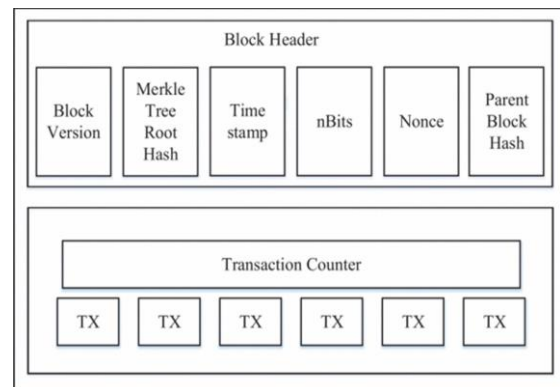 Block Header
Block
Version
Merkle
Tree
Root
Hash
Time
stamp
nBits
Nonce
Parent
Block
Hash
Transaction Counter
TX TX TX TX TX TX